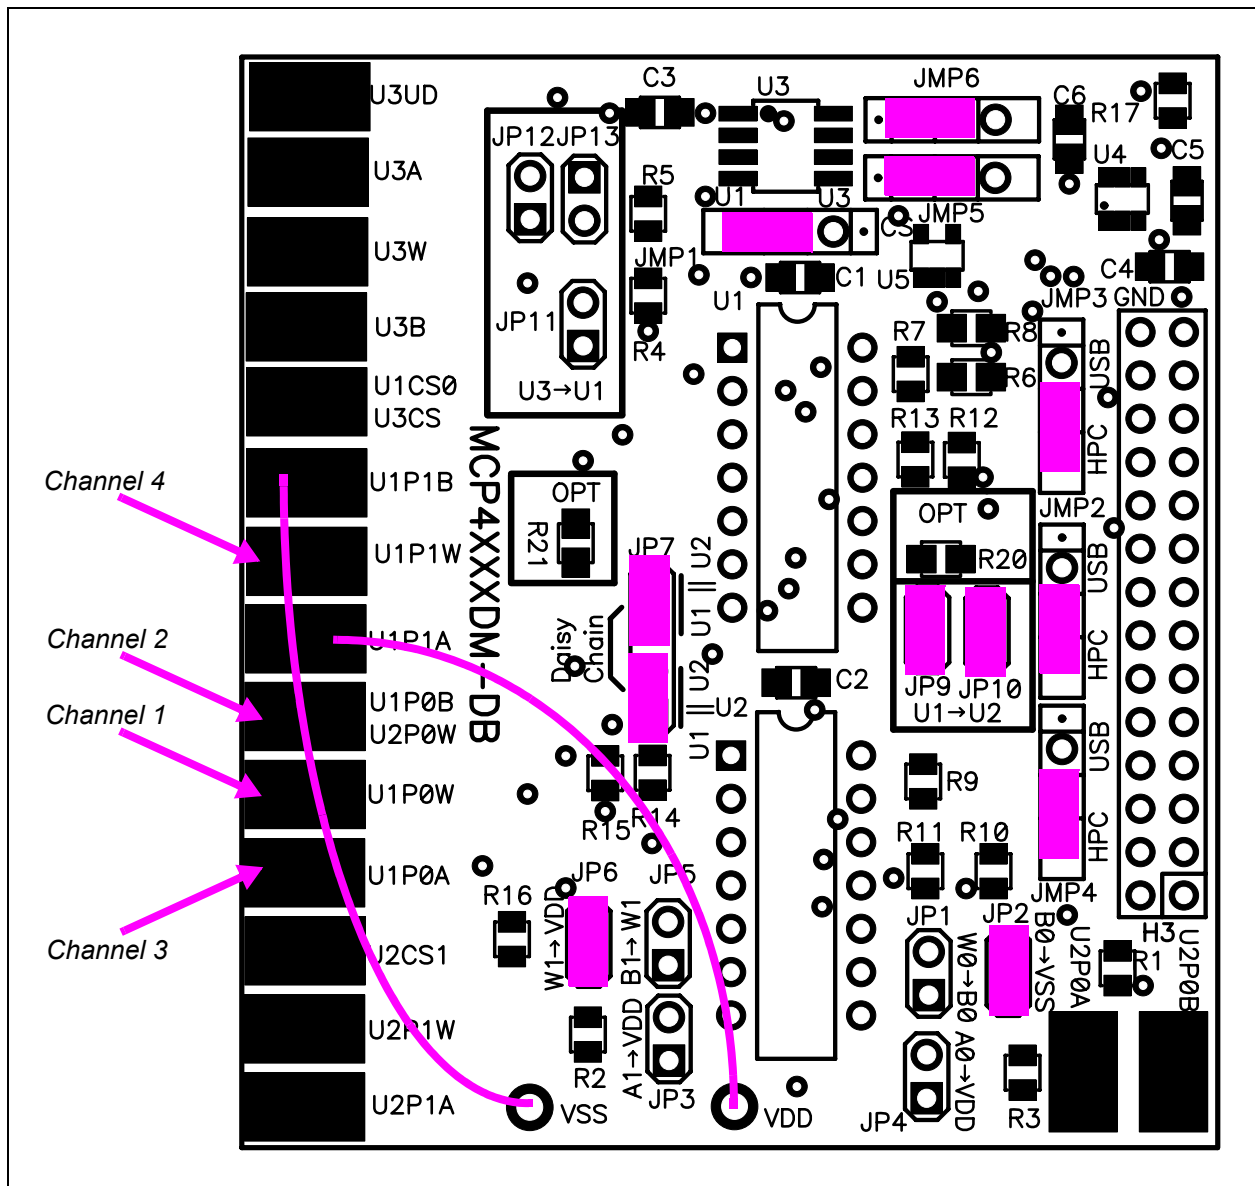 U3UD
U3A
U3W
U3B
U1CS0
U3CS
U1P1B
U1P1W
U1P1A
U1P0B
U2P0W
U1P0W
U1P0A
U2CS1
U2P1W
U2P1A
Channel 4
Channel 2
Channel 1
Channel 3
C3
U3
JMP6
C6
R17
JP12
JP13
R5
U1
U3
CS
JMP5
U4
C5
JMP1
C1
U5
C4
JP11
R4
U1
JMP3
GND
U3→U1
R7
R8
R6
USB
HPC
R13
R12
MCP4XXXDM-DB
OPT
R21
JP7
U1 || U2
Daisy
Chain
U1 || U2
OPT
R20
JMP2
USB
HPC
JP9
JP10
U1→U2
C2
U2
R15
R14
R9
USB
HPC
R11
R10
JMP4
R16
JP6
W1→VDD
JP5
B1→W1
JP1
W0→B0
JP2
B0→VSS
U2P0A
H3
U2P0B
R1
R2
A1→VDD
JP3
JP4
A0→VDD
R3
VSS
VDD